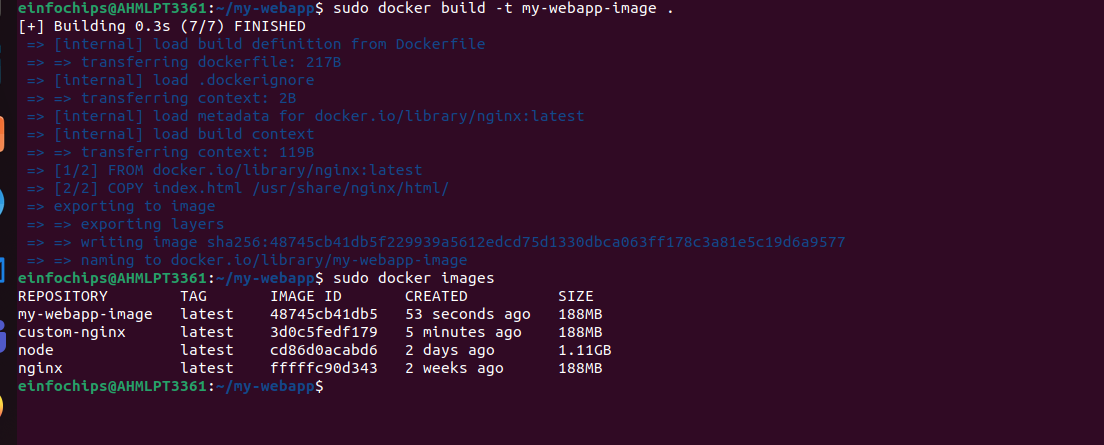 einfochips@AHMLPT3361:~/my-webapp$ sudo docker build -t my-webapp-image .
[+] Building 0.3s (7/7) FINISHED
 => [internal] load build definition from Dockerfile
 => => transferring dockerfile: 217B
 => [internal] load .dockerignore
 => => transferring context: 2B
 => [internal] load metadata for docker.io/library/nginx:latest
 => [internal] load build context
 => => transferring context: 119B
 => [1/2] FROM docker.io/library/nginx:latest
 => [2/2] COPY index.html /usr/share/nginx/html/
 => exporting to image
 => => exporting layers
 => => writing image sha256:48745cb41db5f229939a5612edcd75d1330dbca063ff178c3a81e5c19d6a9577
 => => naming to docker.io/library/my-webapp-image
einfochips@AHMLPT3361:~/my-webapp$ sudo docker images
REPOSITORY        TAG       IMAGE ID       CREATED          SIZE
my-webapp-image   latest    48745cb41db5   53 seconds ago   188MB
custom-nginx      latest    3d0c5fedf179   5 minutes ago    188MB
node              latest    cd86d0acabd6   2 days ago       1.11GB
nginx             latest    fffffc90d343   2 weeks ago      188MB
einfochips@AHMLPT3361:~/my-webapp$